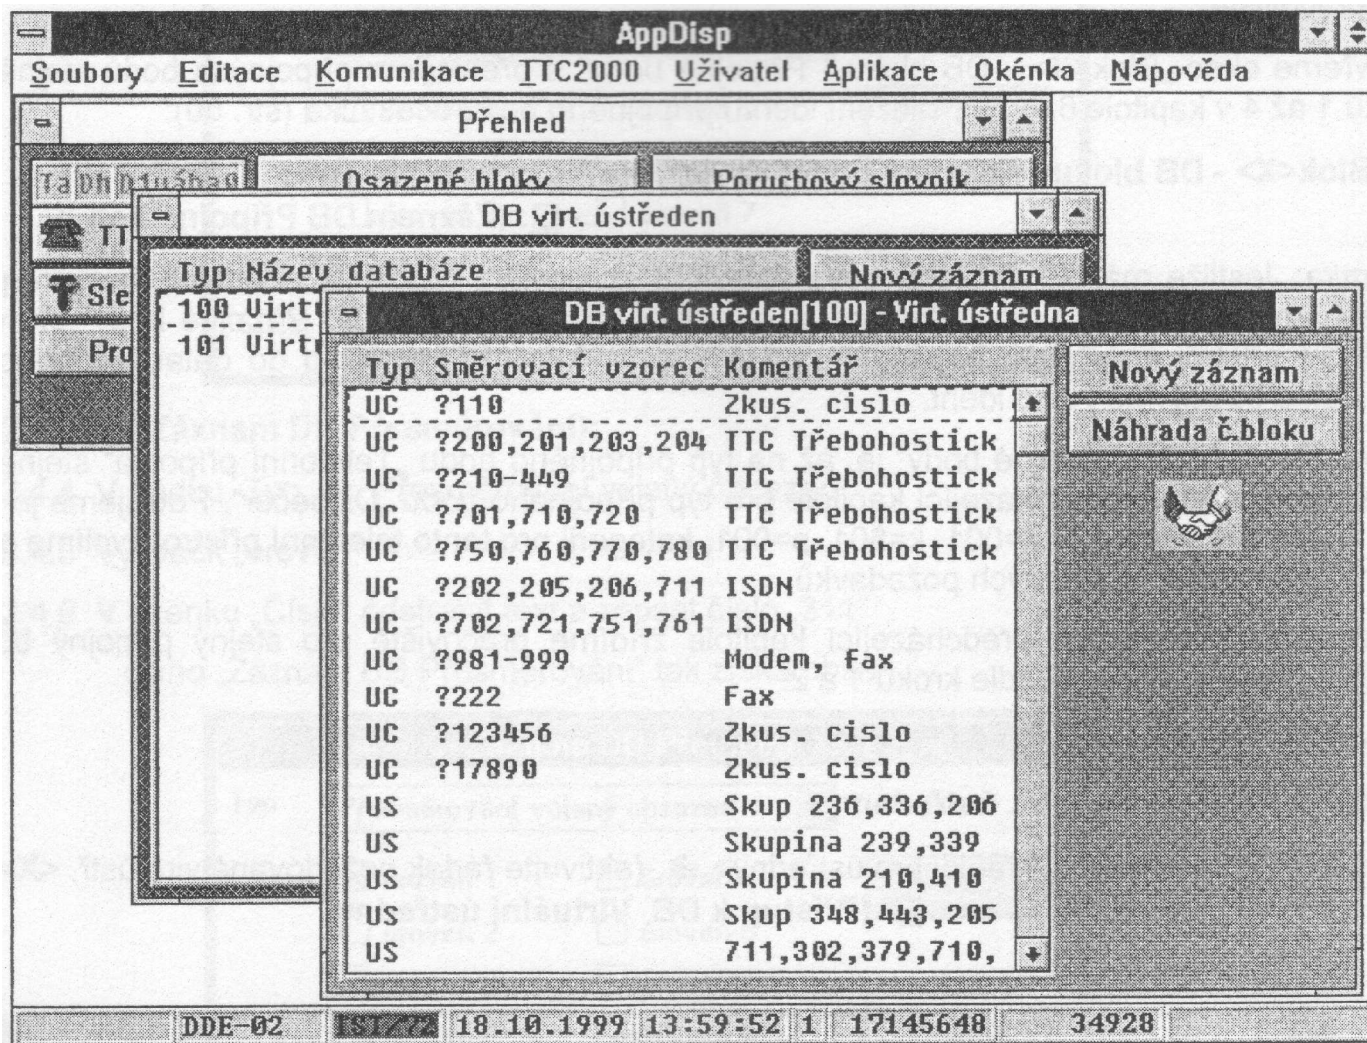 AppDisp
Soubory Editace Komunikace TTC2000 Uživatel Aplikace Okénka Nápověda
Přehled
Osazené bloky Poruchový slovník
DB virt. ústředen
TT
Typ Název databáze Nový záznam
Sle
100 Virtu
DB virt. ústředen[100] - Virt. ústředna
101 Virtu
Pro
Typ Směrovací vzorec Komentář Nový záznam
UC ?110 Zkus. cislo
UC ?200,201,203,204 TTC Třebohostick Náhrada č.bloku
UC ?210-449 TTC Třebohostick
UC ?701,710,720 TTC Třebohostick
UC ?750,760,770,780 TTC Třebohostick
UC ?202,205,206,711 ISDN
UC ?702,721,751,761 ISDN
UC ?981-999 Modem, fax
UC ?222 Fax
UC ?123456 Zkus. cislo
UC ?17890 Zkus. cislo
US Skup 236,336,206
US Skupina 239,339
US Skupina 210,410
US Skup 348,443,205
US 711,302,379,710,
DDE-02 18.10.1999 13:59:52 1 17145648 34928